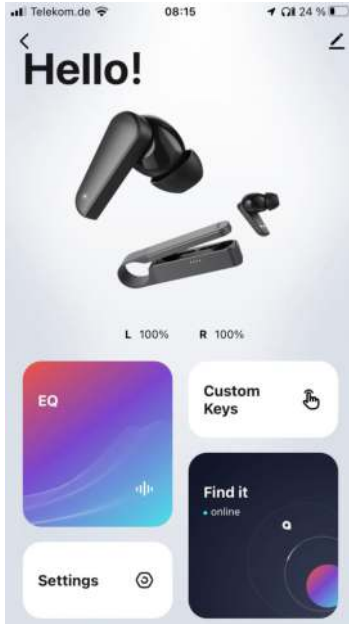 Telekom.de 08:15 24 %
Hello!
L 100% R 100%
EQ
Custom
Keys
Find it
online
Settings